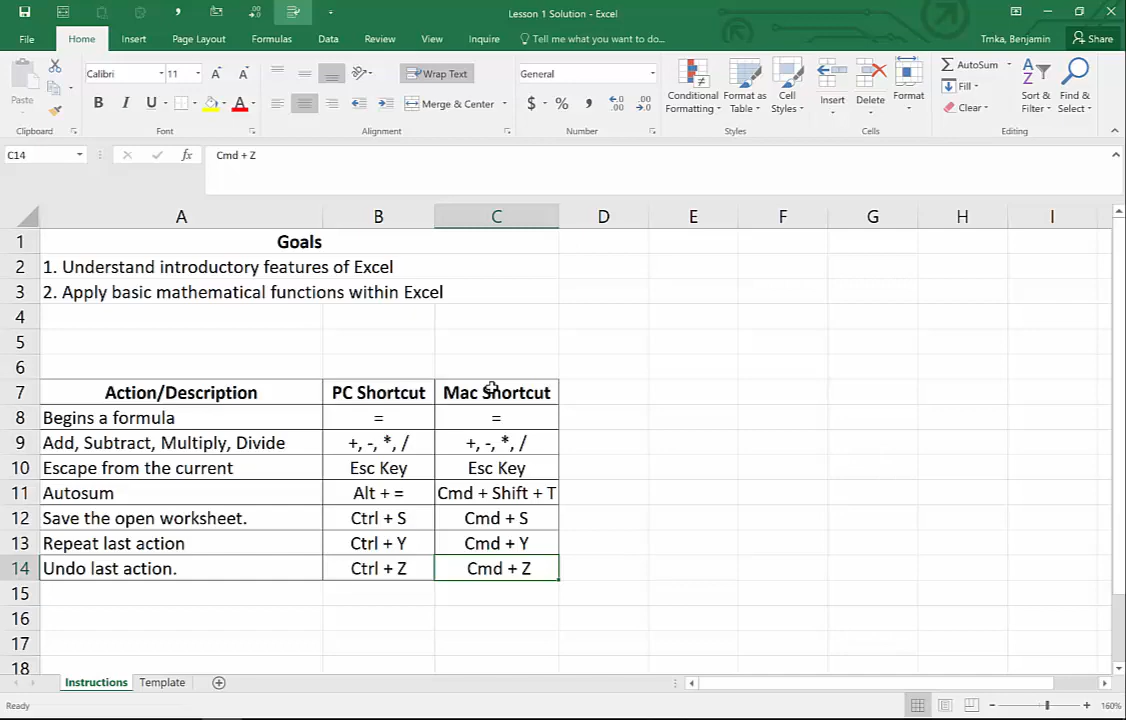 Lesson 1 Solution - Excel
Trnka, Benjamin
Share
File Home Insert Page Layout Formulas Data Review View Inquire Tell me what you want to do...
Paste
Calibri 11 A A
B I U A
Wrap Text
Merge & Center
General
$ % ,
Conditional Formatting
Format as Table
Cell Styles
Insert
Delete
Format
AutoSum
Fill
Clear
Sort & Filter
Find & Select
Clipboard Font Alignment Number Styles Cells Editing
C14 fx Cmd + Z
A B C D E F G H I
1 Goals
2 1. Understand introductory features of Excel
3 2. Apply basic mathematical functions within Excel
4
5
6
7 Action/Description PC Shortcut Mac Shortcut
8 Begins a formula = =
9 Add, Subtract, Multiply, Divide +, -, *, / +, -, *, /
10 Escape from the current Esc Key Esc Key
11 Autosum Alt + = Cmd + Shift + T
12 Save the open worksheet. Ctrl + S Cmd + S
13 Repeat last action Ctrl + Y Cmd + Y
14 Undo last action. Ctrl + Z Cmd + Z
15
16
17
18
Instructions Template
Ready 160%